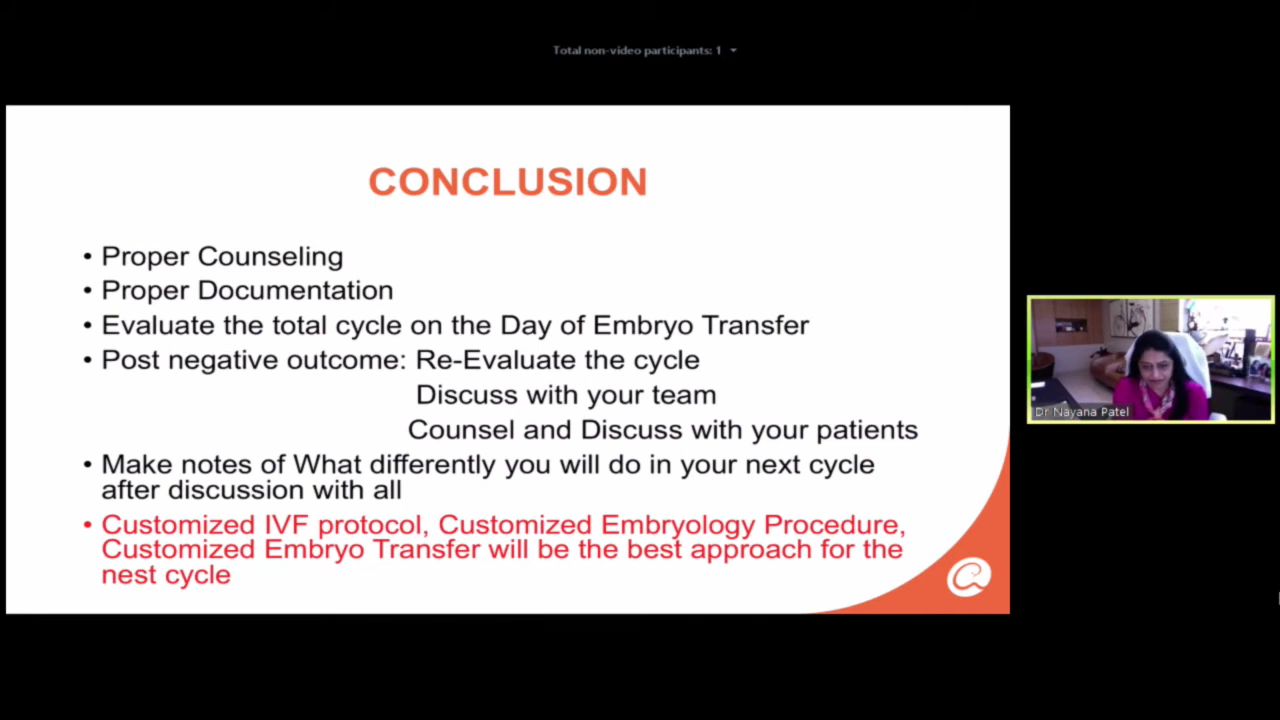 Total non-video participants: 1
CONCLUSION
• Proper Counseling
• Proper Documentation
• Evaluate the total cycle on the Day of Embryo Transfer
• Post negative outcome: Re-Evaluate the cycle
Discuss with your team
Counsel and Discuss with your patients
• Make notes of What differently you will do in your next cycle
after discussion with all
• Customized IVF protocol, Customized Embryology Procedure,
Customized Embryo Transfer will be the best approach for the
nest cycle
Dr Nayana Patel